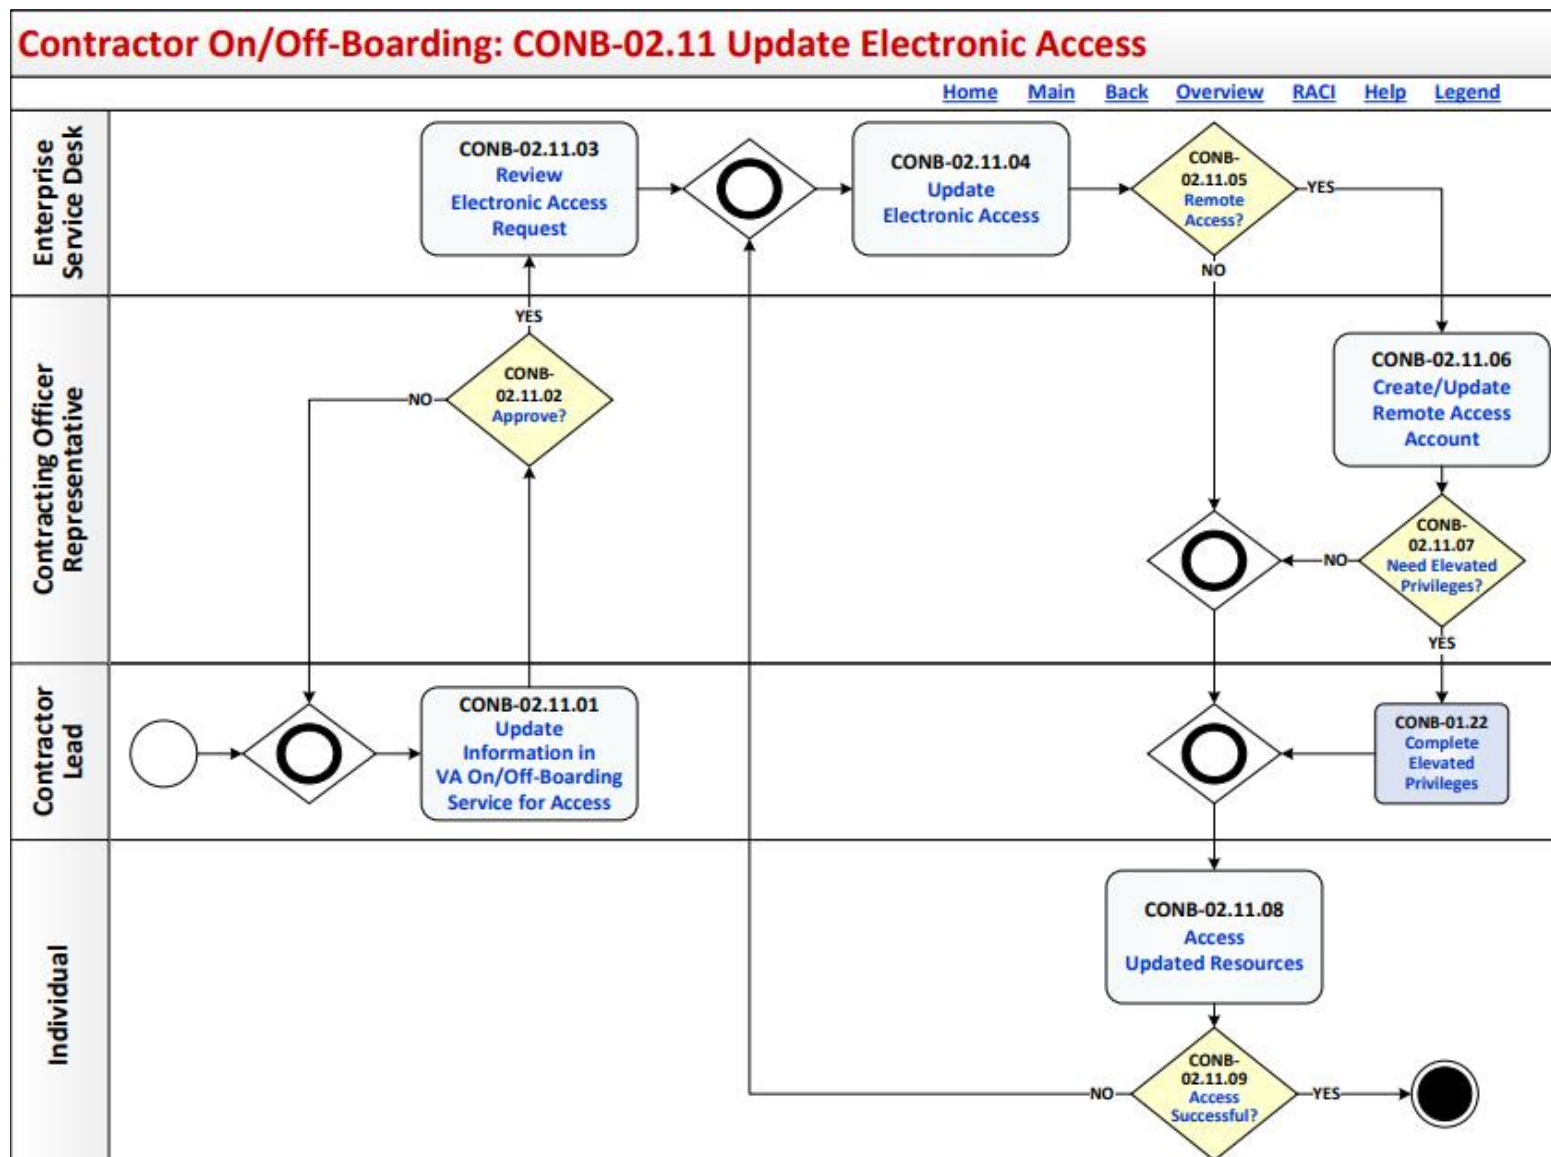 Contractor On/Off-Boarding: CONB-02.11 Update Electronic Access
Home Main Back Overview RACI Help Legend
Enterprise
Service Desk
CONB-02.11.03
Review
Electronic Access
Request
CONB-02.11.04
Update
Electronic Access
CONB-
02.11.05
Remote
Access?
YES
NO
Contracting Officer
Representative
YES
CONB-
02.11.02
Approve?
NO
CONB-02.11.06
Create/Update
Remote Access
Account
CONB-
02.11.07
Need Elevated
Privileges?
NO
YES
Contractor
Lead
CONB-02.11.01
Update
Information in
VA On/Off-Boarding
Service for Access
CONB-01.22
Complete
Elevated
Privileges
Individual
CONB-02.11.08
Access
Updated Resources
CONB-
02.11.09
Access
Successful?
NO
YES